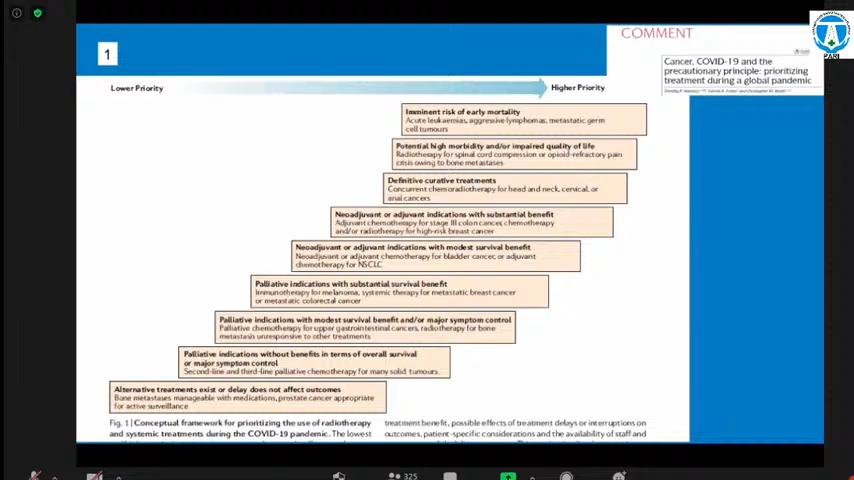 1
COMMENT
Cancer, COVID-19 and the
precautionary principle: prioritizing
treatment during a global pandemic
Lower Priority
Higher Priority
Imminent risk of early mortality
Acute leukaemias, aggressive lymphomas, metastatic germ
cell tumours
Potential high morbidity and/or impaired quality of life
Radiotherapy for spinal cord compression or opioid-refractory pain
crisis owing to bone metastases
Definitive curative treatments
Concurrent chemoradiotherapy for head and neck, cervical, or
anal cancers
Neoadjuvant or adjuvant indications with substantial benefit
Adjuvant chemotherapy for stage III colon cancer, chemotherapy
and/or radiotherapy for high-risk breast cancer
Neoadjuvant or adjuvant indications with modest survival benefit
Neoadjuvant or adjuvant chemotherapy for bladder cancer, or adjuvant
chemotherapy for NSCLC
Palliative indications with substantial survival benefit
Immunotherapy for melanoma, systemic therapy for metastatic breast cancer
or metastatic colorectal cancer
Palliative indications with modest survival benefit and/or major symptom control
Palliative chemotherapy for upper gastrointestinal cancers, radiotherapy for bone
metastasis unresponsive to other treatments
Palliative indications without benefits in terms of overall survival
or major symptom control
Second-line and third-line palliative chemotherapy for many solid tumours.
Alternative treatments exist or delay does not affect outcomes
Bone metastases manageable with medications, prostate cancer appropriate
for active surveillance
Fig. 1 | Conceptual framework for prioritizing the use of radiotherapy
and systemic treatments during the COVID-19 pandemic. The lowest
treatment benefit, possible effects of treatment delays or interruptions on
outcomes, patient-specific considerations and the availability of staff and
325